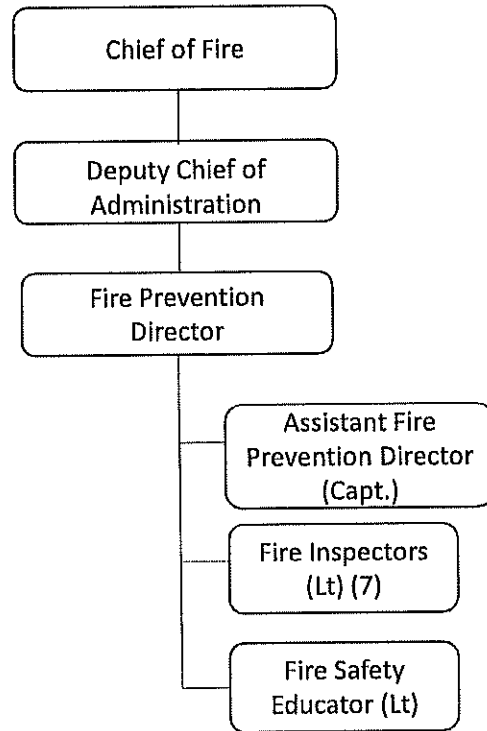 Chief of Fire
Deputy Chief of
Administration
Fire Prevention
Director
Assistant Fire
Prevention Director
(Capt.)
Fire Inspectors
(Lt) (7)
Fire Safety
Educator (Lt)